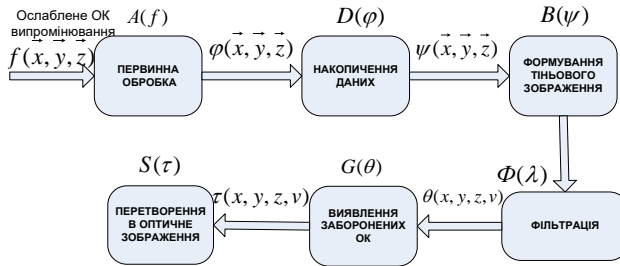 Ослаблене ОК
випромінювання
f(x, y, z)
A(f)
ПЕРВИННА
ОБРОБКА
φ(x, y, z)
D(φ)
НАКОПИЧЕННЯ
ДАНИХ
ψ(x, y, z)
B(ψ)
ФОРМУВАННЯ
ТІНЬОВОГО
ЗОБРАЖЕННЯ
Φ(λ)
ФІЛЬТРАЦІЯ
θ(x, y, z, v)
G(θ)
ВИЯВЛЕННЯ
ЗАБОРОНЕНИХ
ОК
τ(x, y, z, v)
S(τ)
ПЕРЕТВОРЕННЯ
В ОПТИЧНЕ
ЗОБРАЖЕННЯ